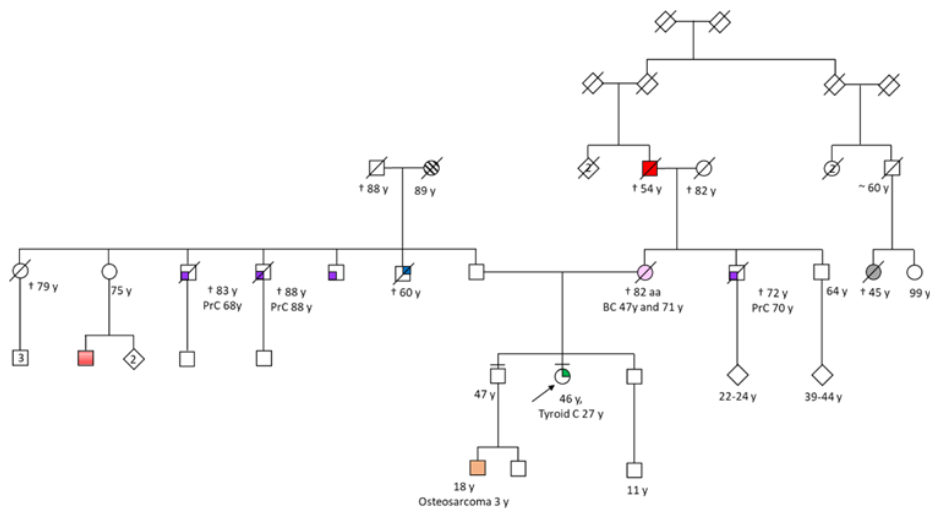 2
2
† 88 y
89 y
† 54 y
† 82 y
~ 60 y
† 79 y
75 y
† 83 y
PrC 68y
† 88 y
PrC 88 y
† 60 y
† 82 aa
BC 47y and 71 y
† 72 y
PrC 70 y
64 y
† 45 y
99 y
3
2
47 y
46 y,
Tyroid C 27 y
22-24 y
39-44 y
18 y
Osteosarcoma 3 y
11 y